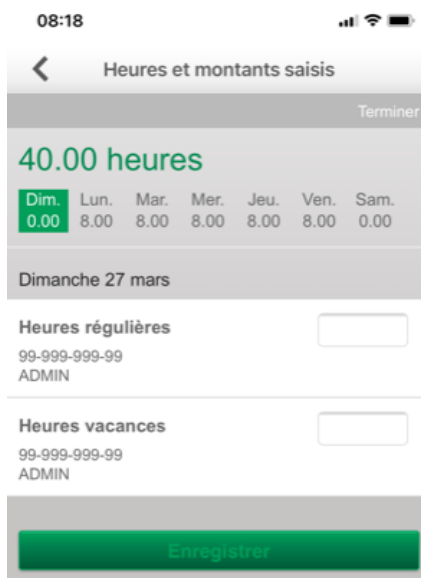 08:18
Heures et montants saisis
Terminer
40.00 heures
Dim. Lun. Mar. Mer. Jeu. Ven. Sam.
0.00 8.00 8.00 8.00 8.00 8.00 0.00
Dimanche 27 mars
Heures régulières
99-999-999-99
ADMIN
Heures vacances
99-999-999-99
ADMIN
Enregistrer